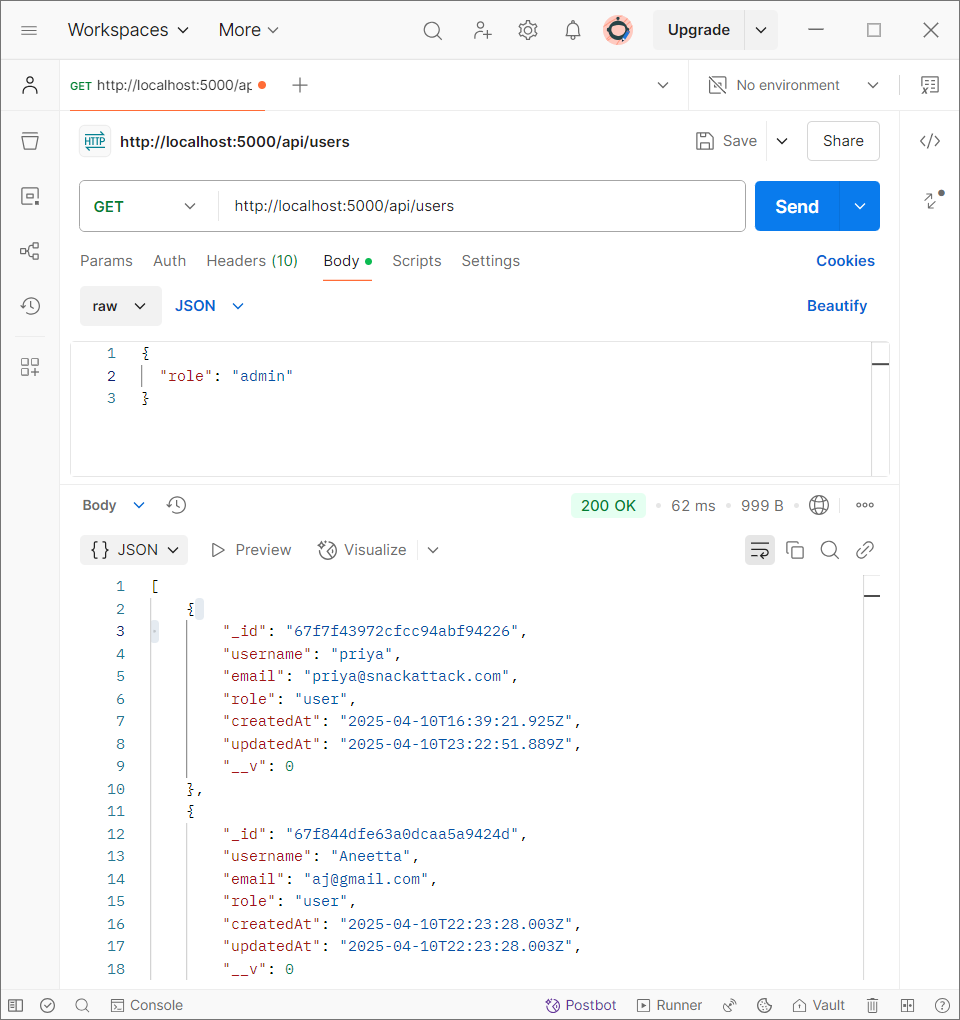 Workspaces More Upgrade
GET http://localhost:5000/ap No environment
HTTP http://localhost:5000/api/users Save Share
GET http://localhost:5000/api/users Send
Params Auth Headers (10) Body Scripts Settings Cookies
raw JSON Beautify
1 {
2 "role": "admin"
3 }
Body 200 OK 62 ms 999 B
{} JSON Preview Visualize
1 [
2 {
3 "_id": "67f7f43972cfcc94abf94226",
4 "username": "priya",
5 "email": "priya@snackattack.com",
6 "role": "user",
7 "createdAt": "2025-04-10T16:39:21.925Z",
8 "updatedAt": "2025-04-10T23:22:51.889Z",
9 "__v": 0
10 },
11 {
12 "_id": "67f844dfe63a0dcaa5a9424d",
13 "username": "Aneetta",
14 "email": "aj@gmail.com",
15 "role": "user",
16 "createdAt": "2025-04-10T22:23:28.003Z",
17 "updatedAt": "2025-04-10T22:23:28.003Z",
18 "__v": 0
Console Postbot Runner Vault